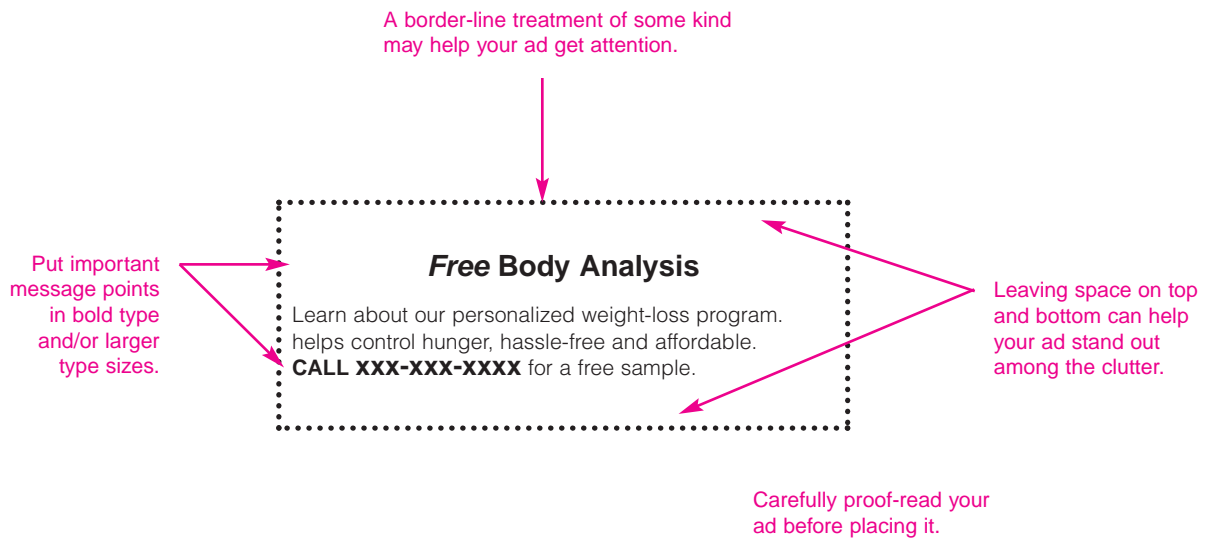 A border-line treatment of some kind
may help your ad get attention.
Free Body Analysis
Learn about our personalized weight-loss program.
helps control hunger, hassle-free and affordable.
CALL xxx-xxx-xxxx for a free sample.
Put important
message points
in bold type
and/or larger
type sizes.
Leaving space on top
and bottom can help
your ad stand out
among the clutter.
Carefully proof-read your
ad before placing it.